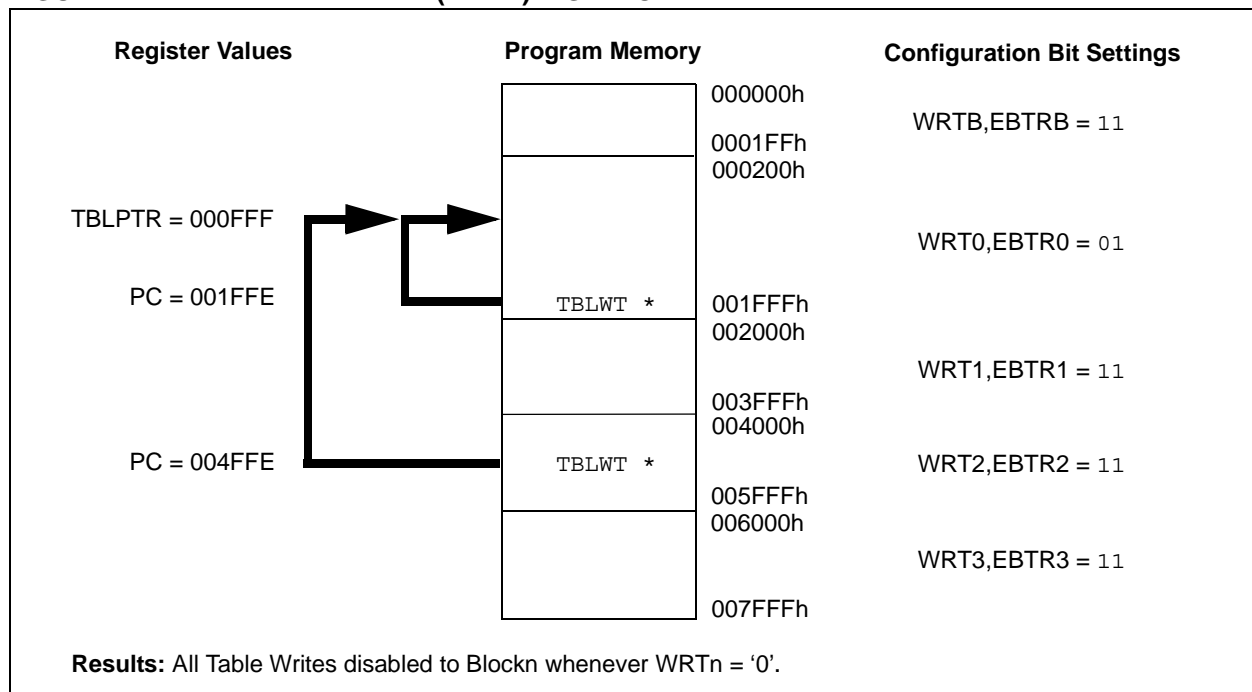 Register Values Program Memory Configuration Bit Settings
000000h
WRTB,EBTRB = 11
0001FFh
000200h
TBLPTR = 000FFF
WRT0,EBTR0 = 01
PC = 001FFE TBLWT * 001FFFh
002000h
WRT1,EBTR1 = 11
003FFFh
004000h
PC = 004FFE TBLWT * WRT2,EBTR2 = 11
005FFFh
006000h
WRT3,EBTR3 = 11
007FFFh
Results: All Table Writes disabled to Blockn whenever WRTn = ‘0’.